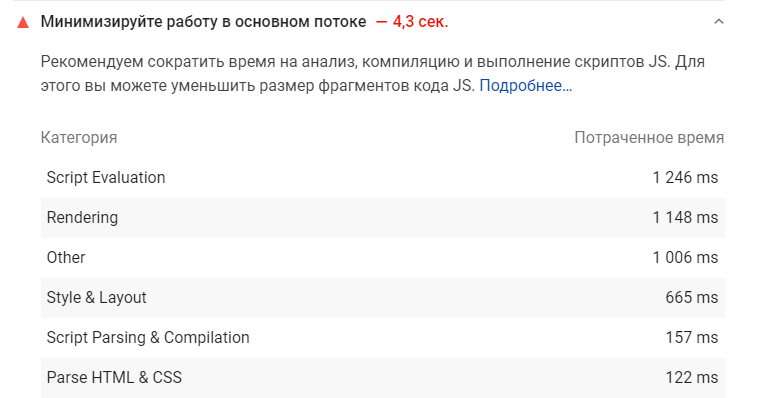 Минимизируйте работу в основном потоке — 4,3 сек.
Рекомендуем сократить время на анализ, компиляцию и выполнение скриптов JS. Для
этого вы можете уменьшить размер фрагментов кода JS. Подробнее…
Категория Потраченное время
Script Evaluation 1 246 ms
Rendering 1 148 ms
Other 1 006 ms
Style & Layout 665 ms
Script Parsing & Compilation 157 ms
Parse HTML & CSS 122 ms